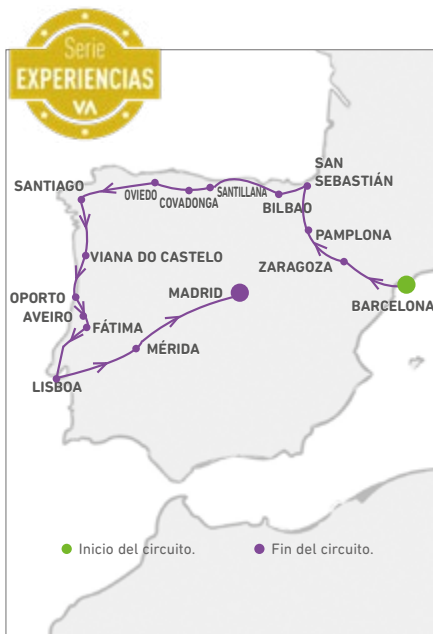 Serie
EXPERIENCIAS
VA
SAN
SEBASTIÁN
SANTIAGO
OVIEDO
COVADONGA
SANTILLANA
BILBAO
PAMPLONA
VIANA DO CASTELO
ZARAGOZA
MADRID
BARCELONA
OPORTO
AVEIRO
FÁTIMA
MÉRIDA
LISBOA
Inicio del circuito.
Fin del circuito.